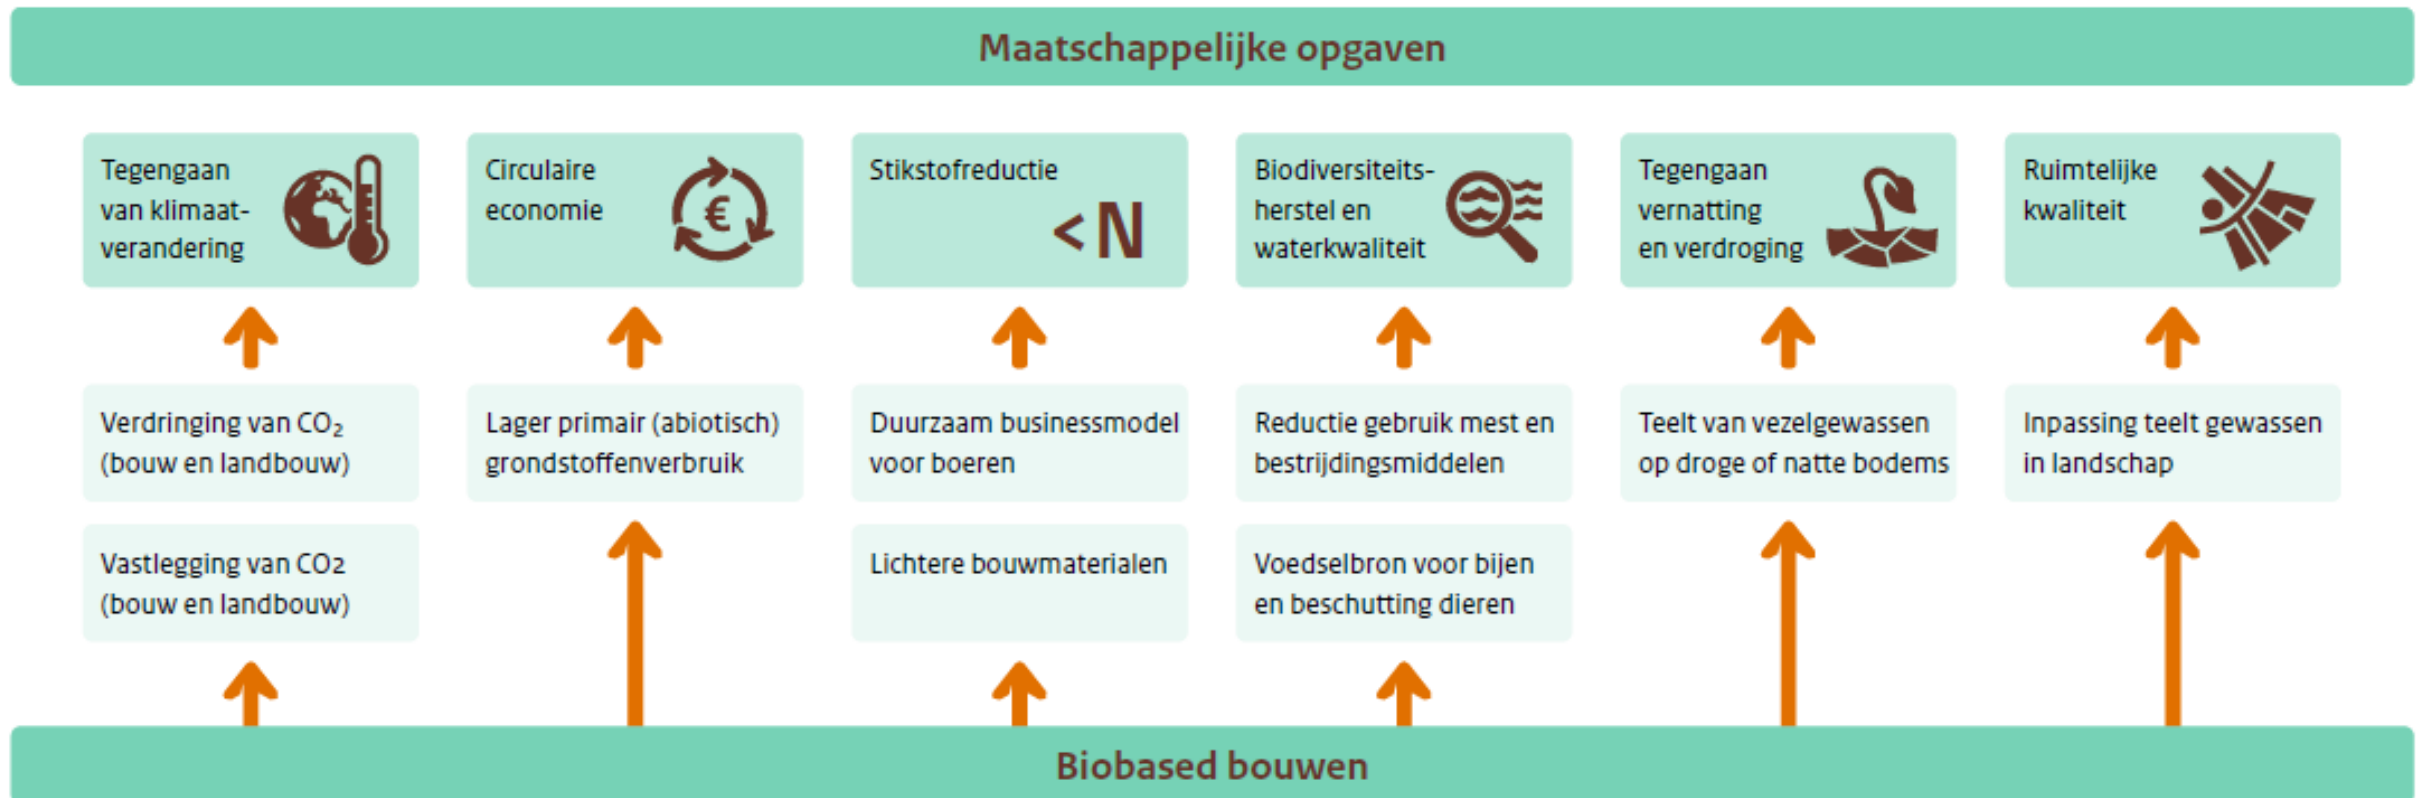 Maatschappelijke opgaven
Tegengaan
van klimaat-
verandering
Circulaire
economie
€
Stikstofreductie
<N
Biodiversiteits-
herstel en
waterkwaliteit
Tegengaan
vernatting
en verdroging
Ruimtelijke
kwaliteit
Verdringing van CO₂
(bouw en landbouw)
Lager primair (abiotisch)
grondstoffenverbruik
Duurzaam businessmodel
voor boeren
Reductie gebruik mest en
bestrijdingsmiddelen
Teelt van vezelgewassen
op droge of natte bodems
Inpassing teelt gewassen
in landschap
Vastlegging van CO2
(bouw en landbouw)
Lichtere bouwmaterialen
Voedselbron voor bijen
en beschutting dieren
Biobased bouwen